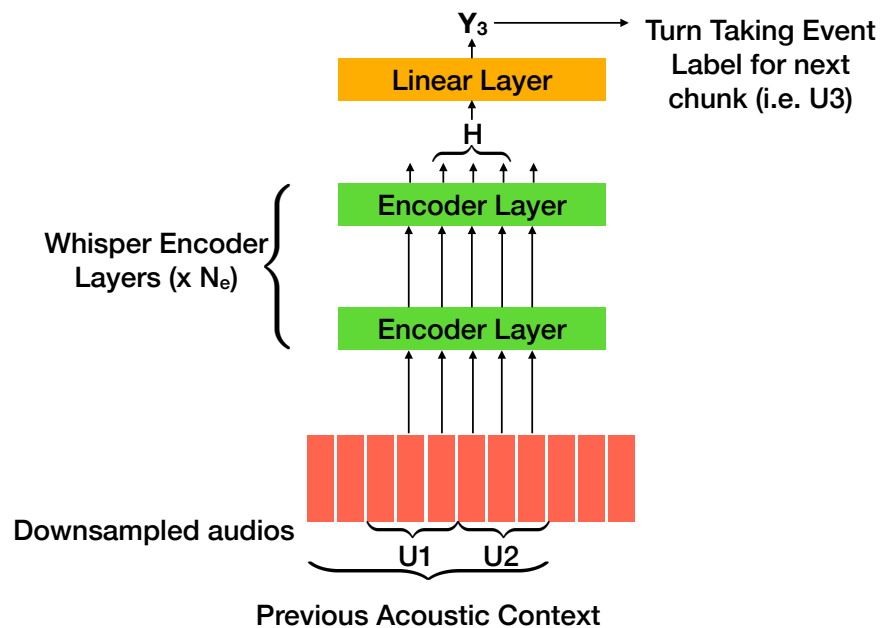 Y3
Turn Taking Event
Label for next
chunk (i.e. U3)
Linear Layer
H
Encoder Layer
Whisper Encoder
Layers (x Ne)
Encoder Layer
Downsampled audios
U1
U2
Previous Acoustic Context